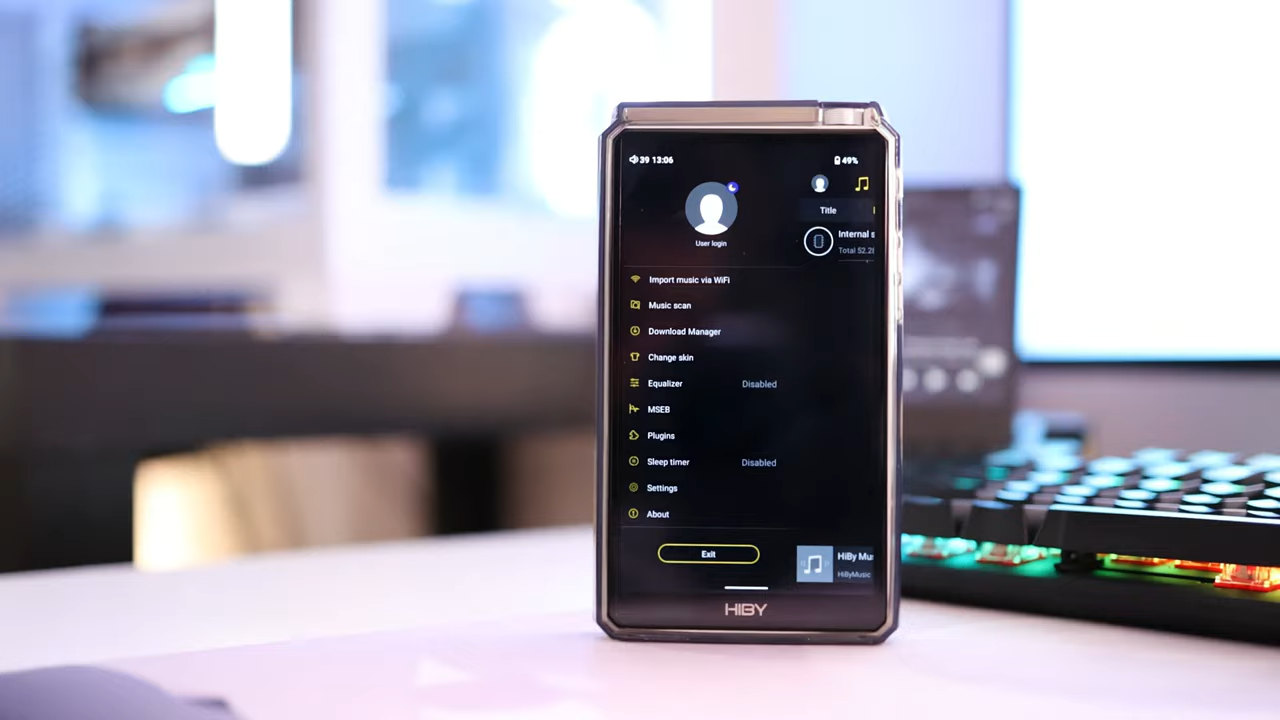 39 13:06
49%
User login
Title
Internal s
Total 52.2
Import music via WiFi
Music scan
Download Manager
Change skin
Equalizer Disabled
MSEB
Plugins
Sleep timer Disabled
Settings
About
Exit
HiBy Mu
HiByMusic
HIBY